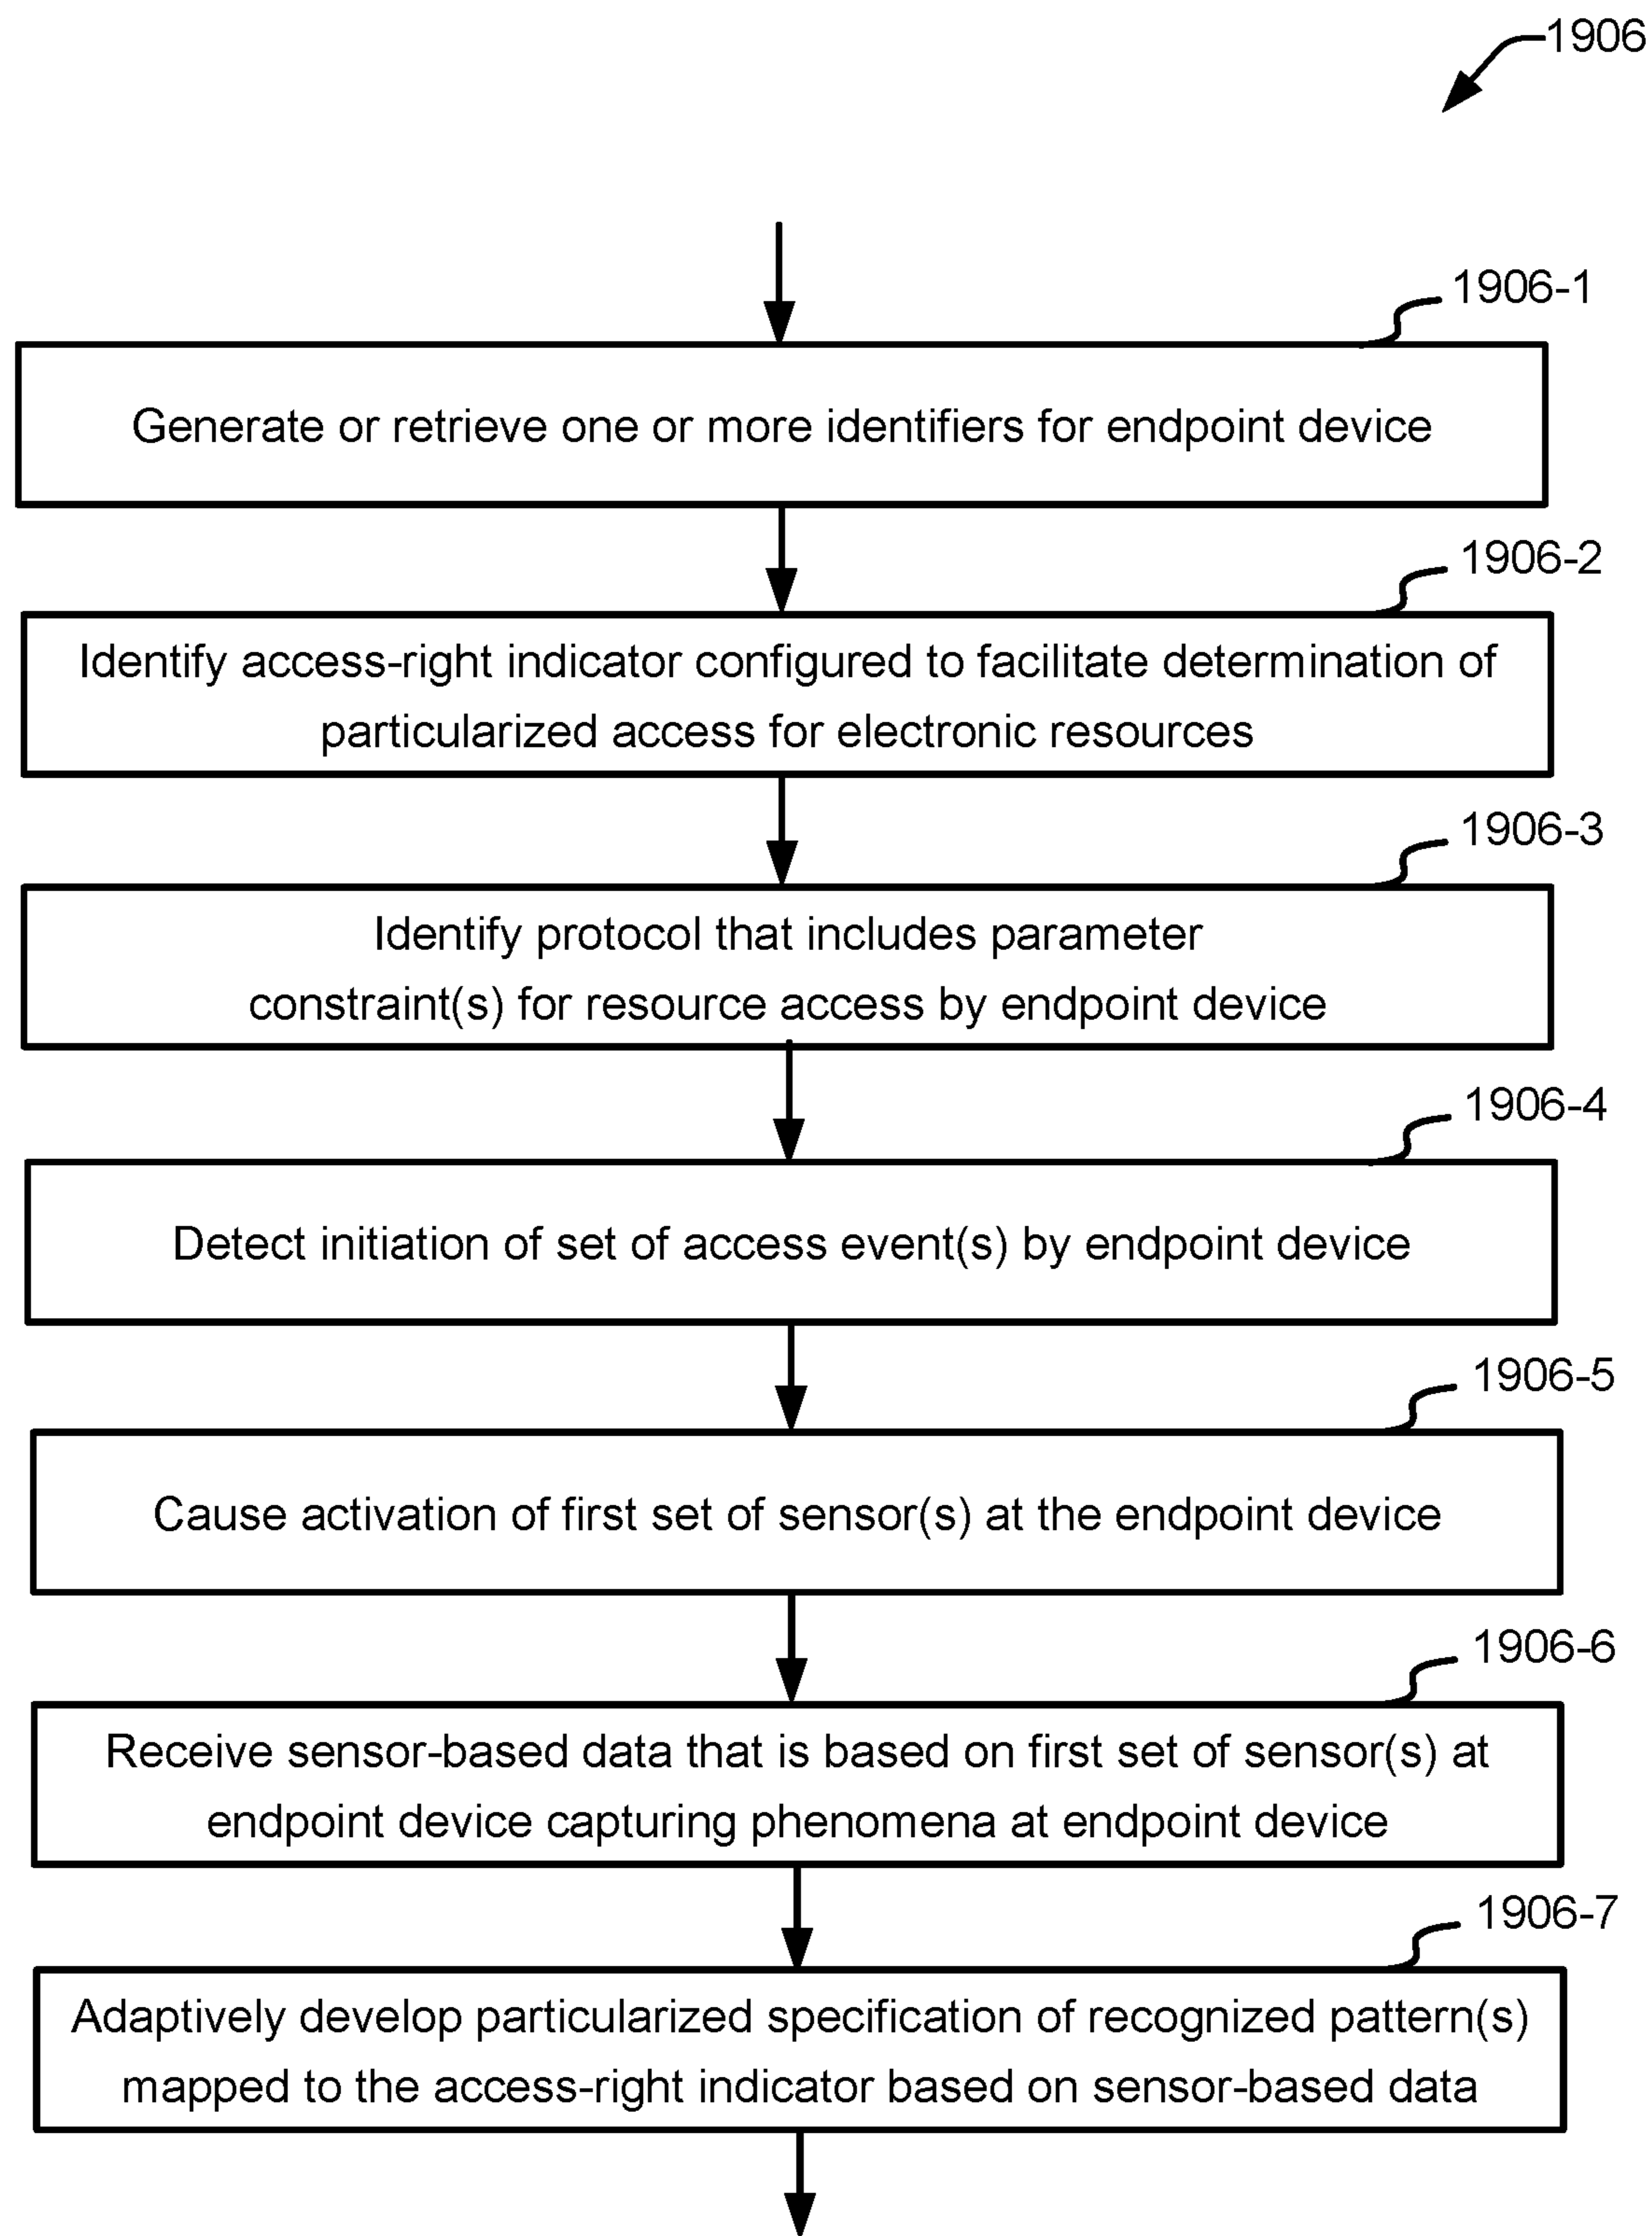 1906
1906-1
Generate or retrieve one or more identifiers for endpoint device
1906-2
Identify access-right indicator configured to facilitate determination of
particularized access for electronic resources
1906-3
Identify protocol that includes parameter
constraint(s) for resource access by endpoint device
1906-4
Detect initiation of set of access event(s) by endpoint device
1906-5
Cause activation of first set of sensor(s) at the endpoint device
1906-6
Receive sensor-based data that is based on first set of sensor(s) at
endpoint device capturing phenomena at endpoint device
1906-7
Adaptively develop particularized specification of recognized pattern(s)
mapped to the access-right indicator based on sensor-based data